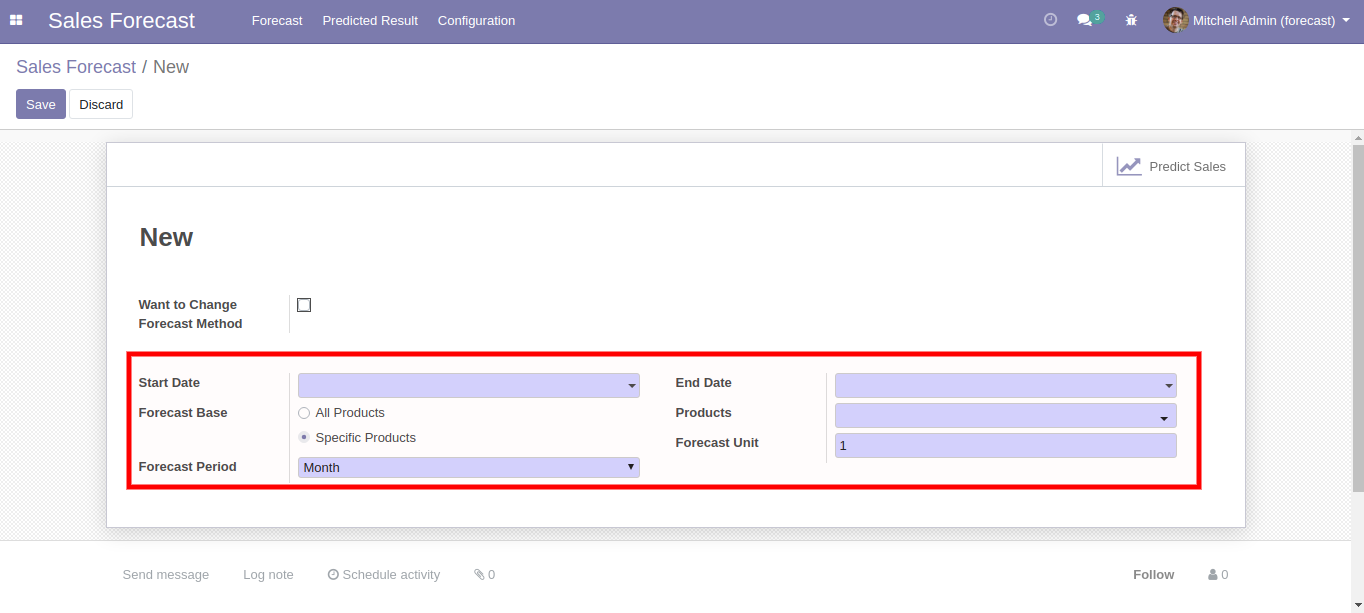 Sales Forecast Forecast Predicted Result Configuration 3 Mitchell Admin (forecast)
Sales Forecast / New
Save Discard
Predict Sales
New
Want to Change
Forecast Method
Start Date End Date
Forecast Base All Products Products
Specific Products
Forecast Unit 1
Forecast Period Month
Send message Log note Schedule activity 0 Follow 0